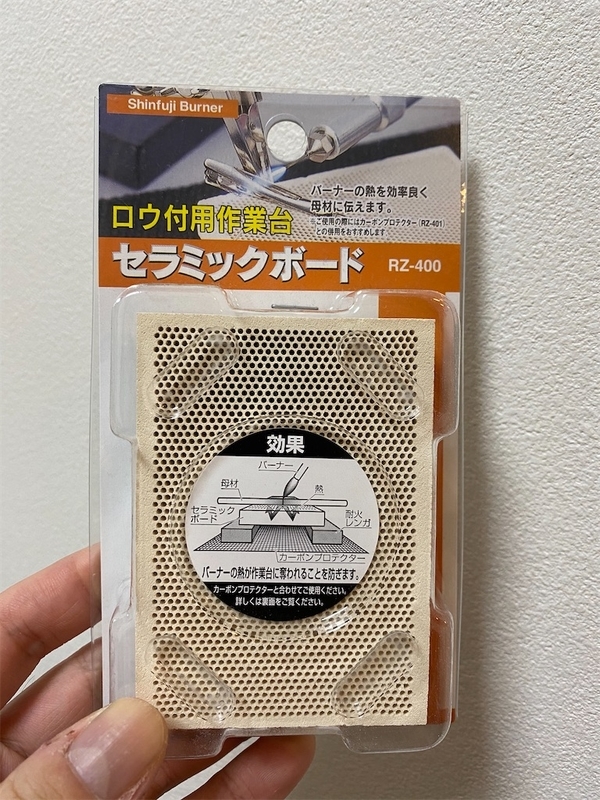 Shinfuji Burner
バーナーの熱を効率良く
母材に伝えます。
※ご使用の際にはカーボンプロテクター(RZ-401)
との併用をおすすめします
ロウ付用作業台
セラミックボード RZ-400
効果
バーナー
母材
熱
セラミック
ボード
耐火
レンガ
カーボンプロテクター
バーナーの熱が作業台に奪われることを防ぎます。
カーボンプロテクターと合わせてご使用ください。
詳しくは裏面をご覧ください。